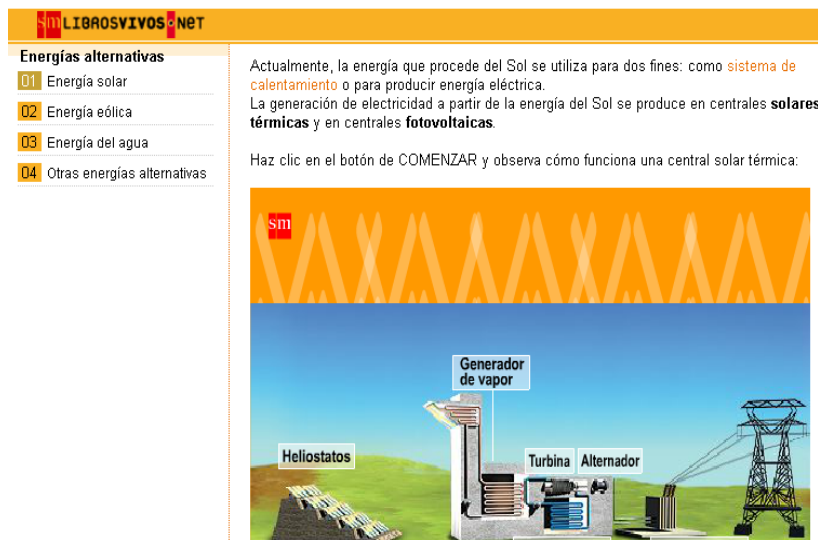 sm LIBROSVIVOS.NET
Energías alternativas
01 Energía solar
02 Energía eólica
03 Energía del agua
04 Otras energías alternativas
Actualmente, la energía que procede del Sol se utiliza para dos fines: como sistema de
calentamiento o para producir energía eléctrica.
La generación de electricidad a partir de la energía del Sol se produce en centrales solares
térmicas y en centrales fotovoltaicas.
Haz clic en el botón de COMENZAR y observa cómo funciona una central solar térmica:
sm
Generador
de vapor
Heliostatos
Turbina
Alternador